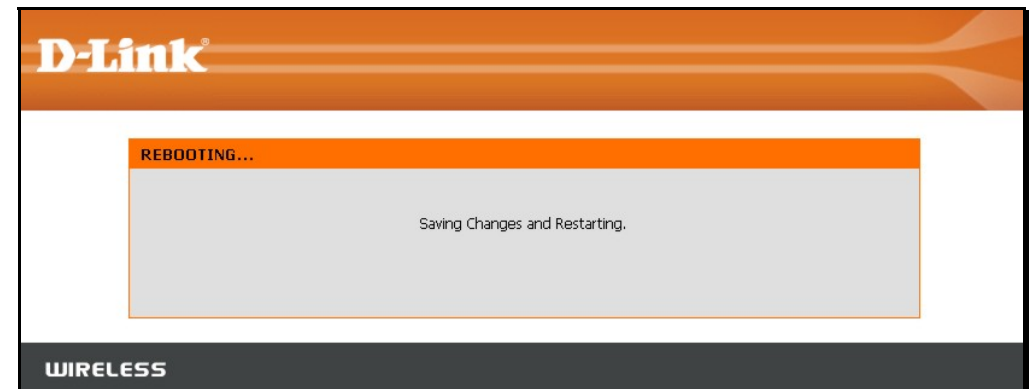 D-Link®
REBOOTING...
Saving Changes and Restarting.
WIRELESS